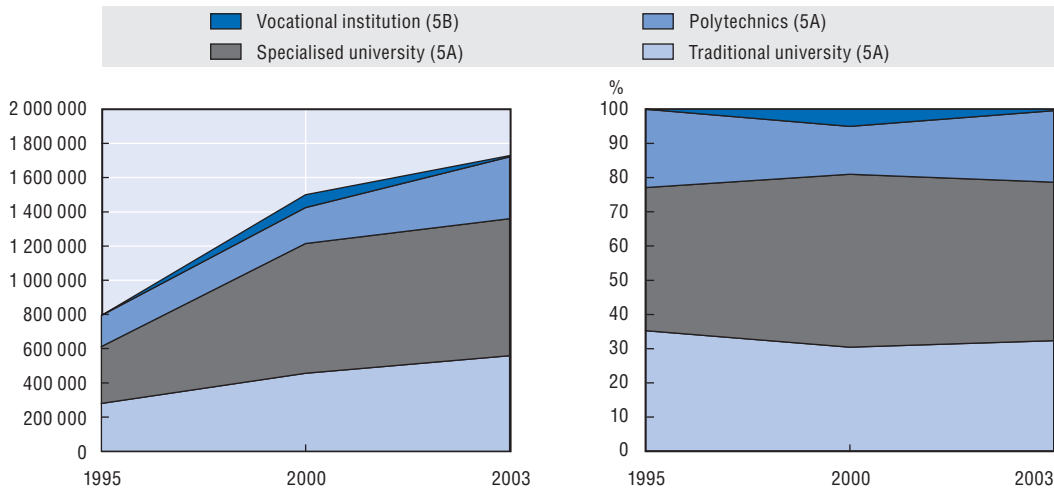 Vocational institution (5B)
Polytechnics (5A)
Specialised university (5A)
Traditional university (5A)
2 000 000
1 800 000
1 600 000
1 400 000
1 200 000
1 000 000
800 000
600 000
400 000
200 000
0
1995
2000
2003
%
100
90
80
70
60
50
40
30
20
10
0
1995
2000
2003